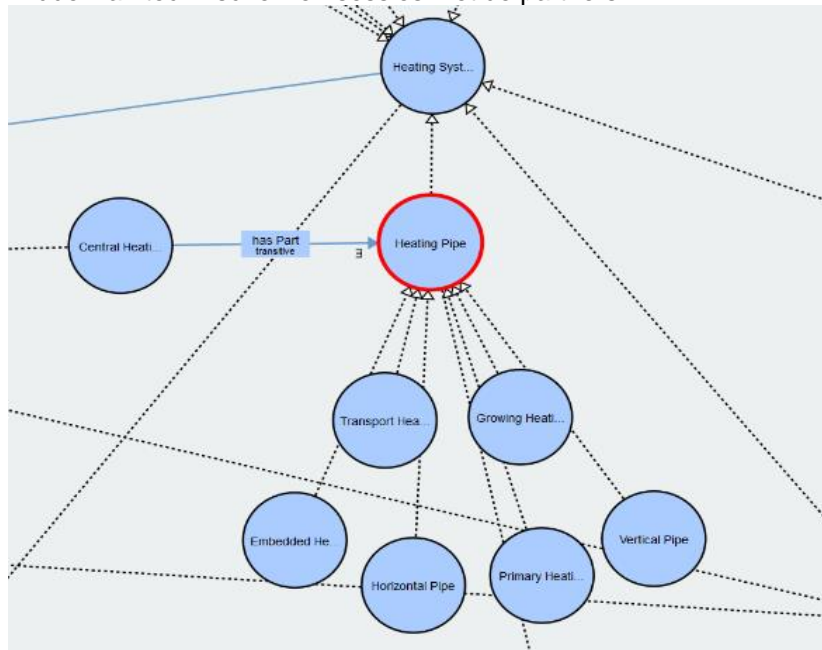 Heating Syst...
Central Heati...
has Part
transitive
∃
Heating Pipe
Transport Hea...
Growing Heati...
Embedded He...
Vertical Pipe
Horizontal Pipe
Primary Heati...